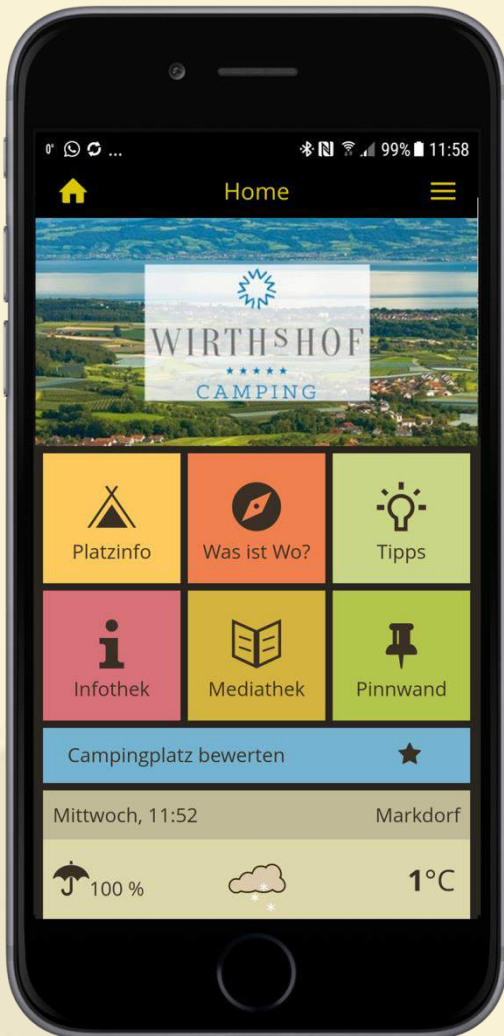 0° ... 99% 11:58
Home
WIRTHSHOF
CAMPING
Platzinfo
Was ist Wo?
Tipps
Infothek
Mediathek
Pinnwand
Campingplatz bewerten
Mittwoch, 11:52 Markdorf
100 % 1°C